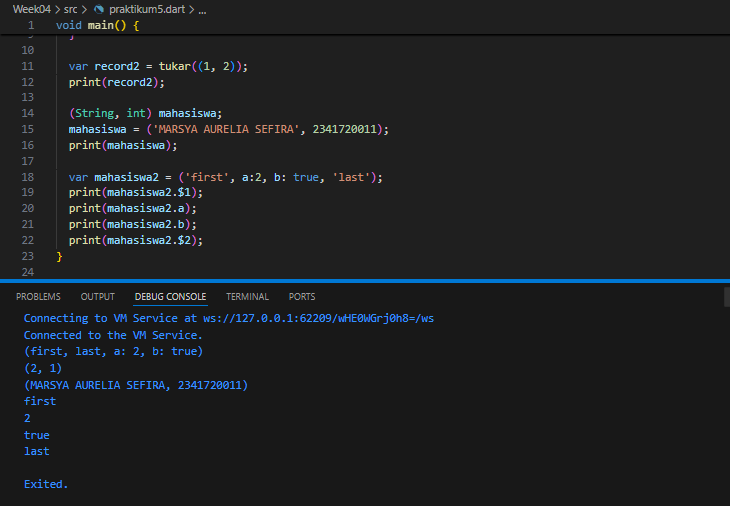 Week04 > src > praktikum5.dart > ...
1 void main() {
9 }
10
11 var record2 = tukar((1, 2));
12 print(record2);
13
14 (String, int) mahasiswa;
15 mahasiswa = ('MARSYA AURELIA SEFIRA', 2341720011);
16 print(mahasiswa);
17
18 var mahasiswa2 = ('first', a:2, b: true, 'last');
19 print(mahasiswa2.$1);
20 print(mahasiswa2.a);
21 print(mahasiswa2.b);
22 print(mahasiswa2.$2);
23 }
24
PROBLEMS OUTPUT DEBUG CONSOLE TERMINAL PORTS
Connecting to VM Service at ws://127.0.0.1:62209/wHE0WGrj0h8=/ws
Connected to the VM Service.
(first, last, a: 2, b: true)
(2, 1)
(MARSYA AURELIA SEFIRA, 2341720011)
first
2
true
last
Exited.